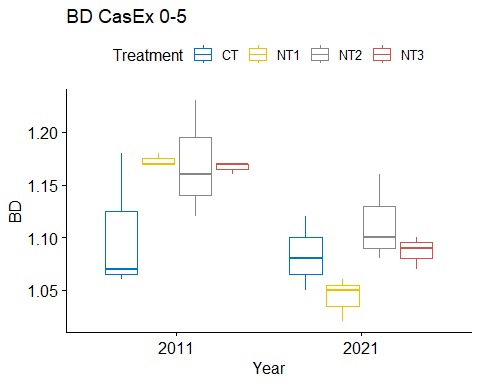 BD CasEx 0-5
Treatment CT NT1 NT2 NT3
1.20
1.15
1.10
1.05
BD
2011 2021
Year